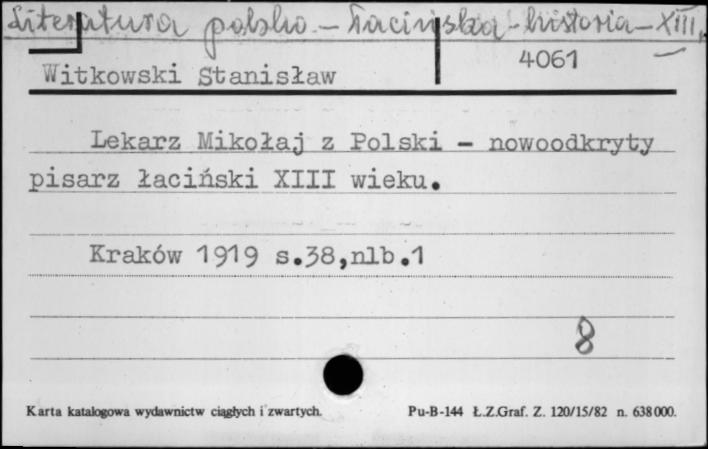 Literatura polsko-łacińska-historia-XIII,
4061
Witkowski Stanisław
Lekarz Mikołaj z Polski - nowoodkryty
pisarz łaciński XIII wieku.
Kraków 1919 s.38,nlb.1
8
Karta katalogowa wydawnictw ciągłych i zwartych. Pu-B-144 Ł.Z.Graf. Z. 120/15/82 n. 638000.